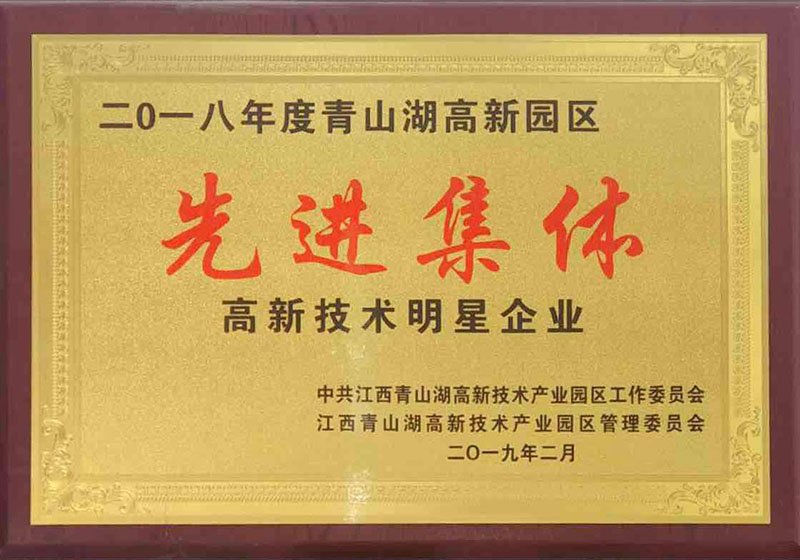 二0一八年度青山湖高新园区
先进集体
高新技术明星企业
中共江西青山湖高新技术产业园区工作委员会
江西青山湖高新技术产业园区管理委员会
二0一九年二月